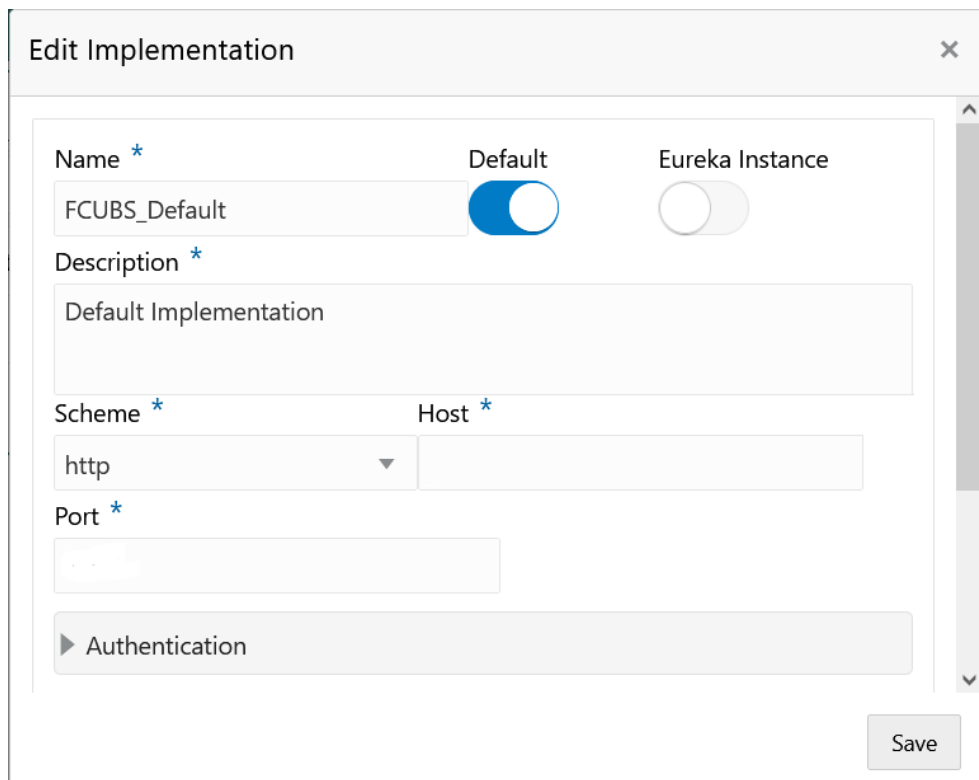 Edit Implementation
Name * Default Eureka Instance
FCUBS_Default
Description *
Default Implementation
Scheme * Host *
http
Port *
Authentication
Save